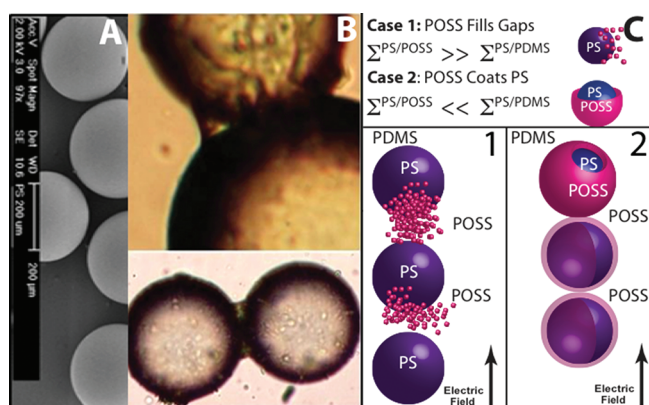 A
Acc.V Spot Magn Det WD
2.00 kV 3.0 97x SE 10.6 PS 200 um
200 µm
B
C
Case 1: POSS Fills Gaps
Σ^PS/POSS >> Σ^PS/PDMS
PS
Case 2: POSS Coats PS
Σ^PS/POSS << Σ^PS/PDMS
PS
POSS
PDMS
1
PS
POSS
PS
POSS
PS
Electric
Field
PDMS
2
PS
POSS
POSS
POSS
Electric
Field